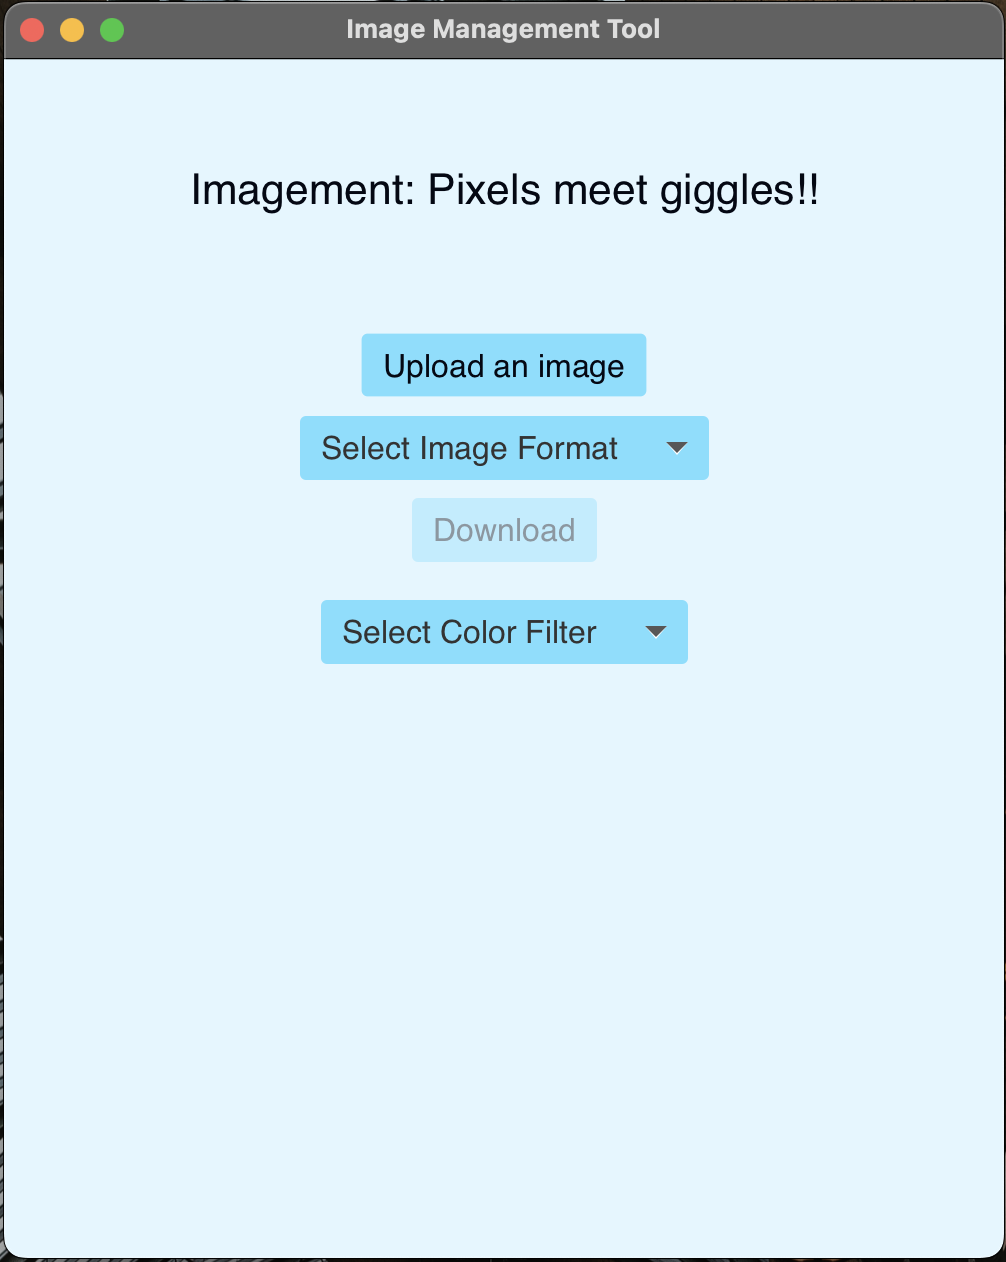 Image Management Tool
Imagement: Pixels meet giggles!!
Upload an image
Select Image Format
Download
Select Color Filter